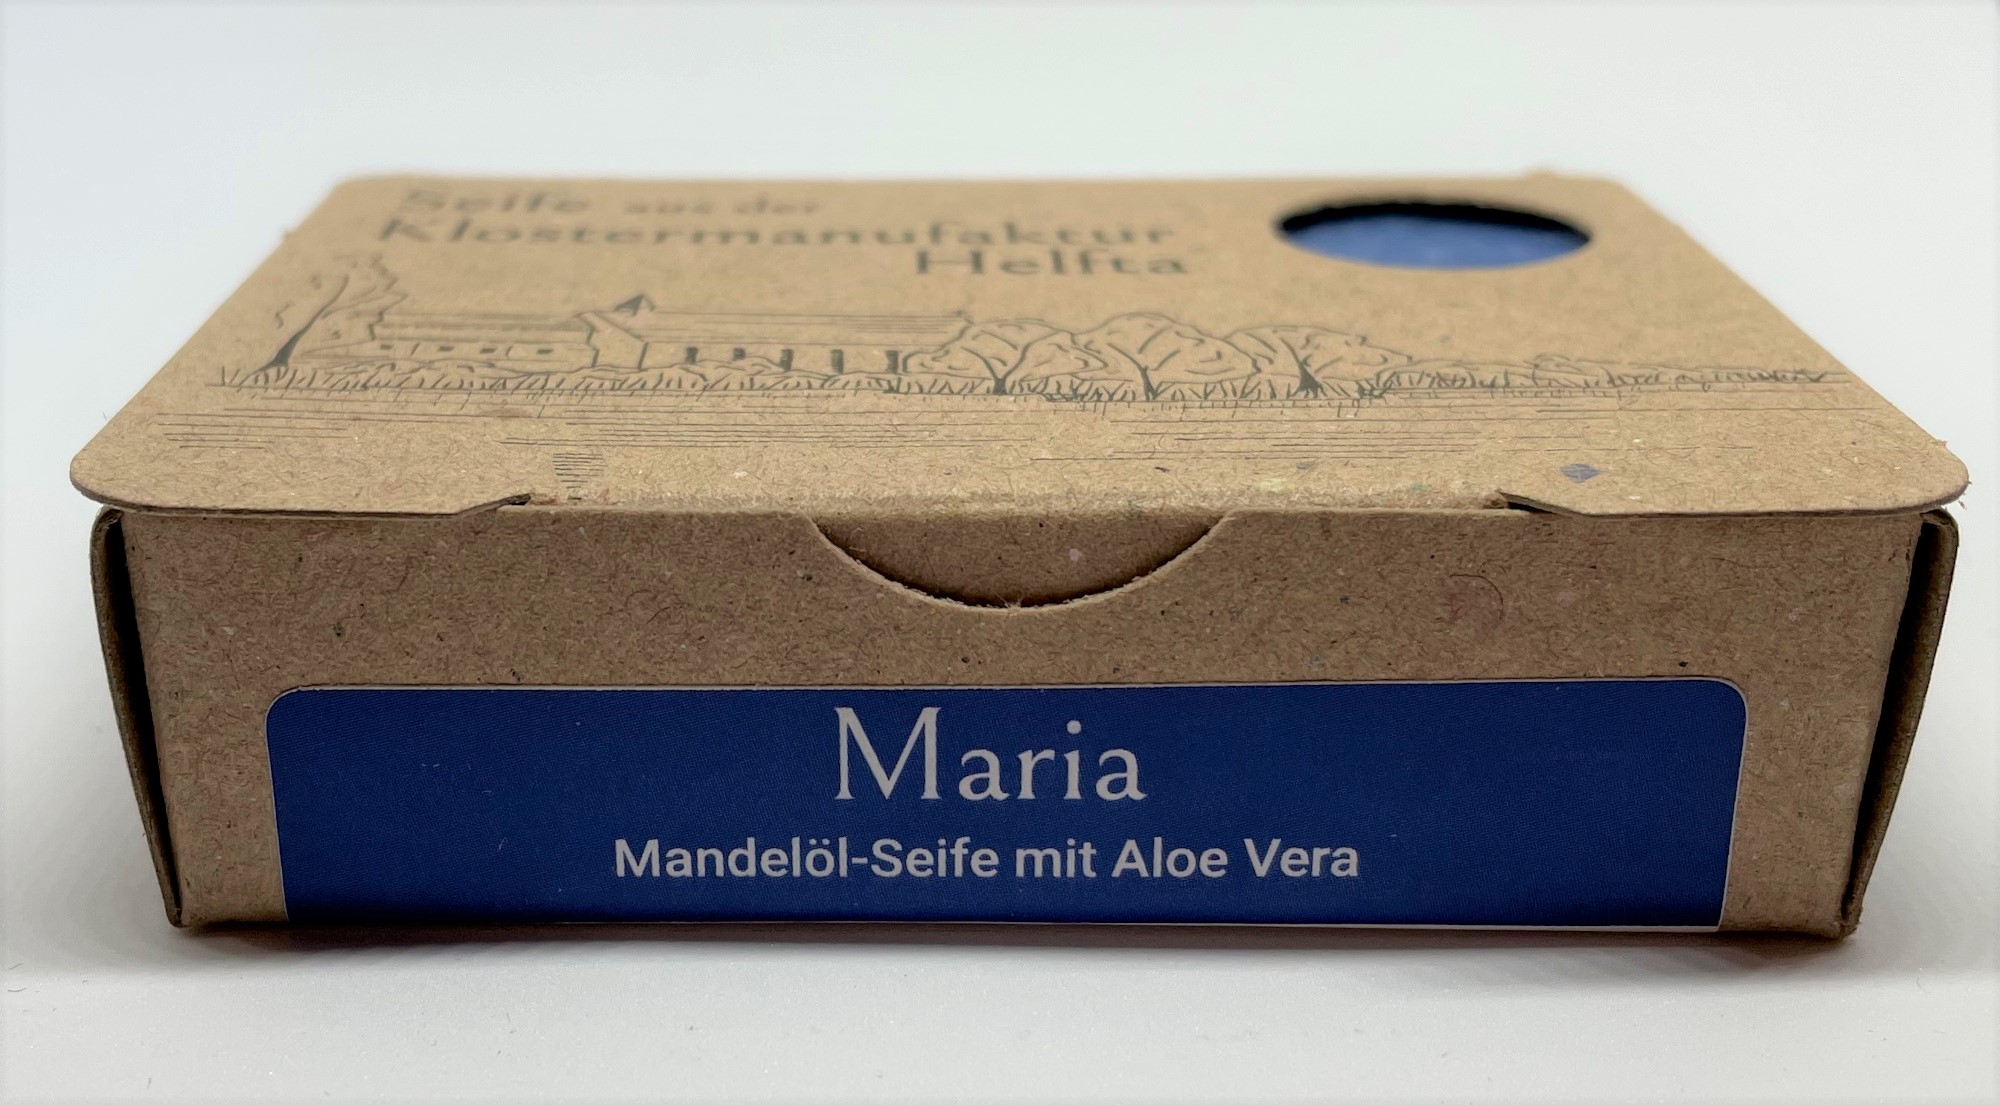 Seife aus der
Klostermanufaktur
Helfta
Maria
Mandelöl-Seife mit Aloe Vera